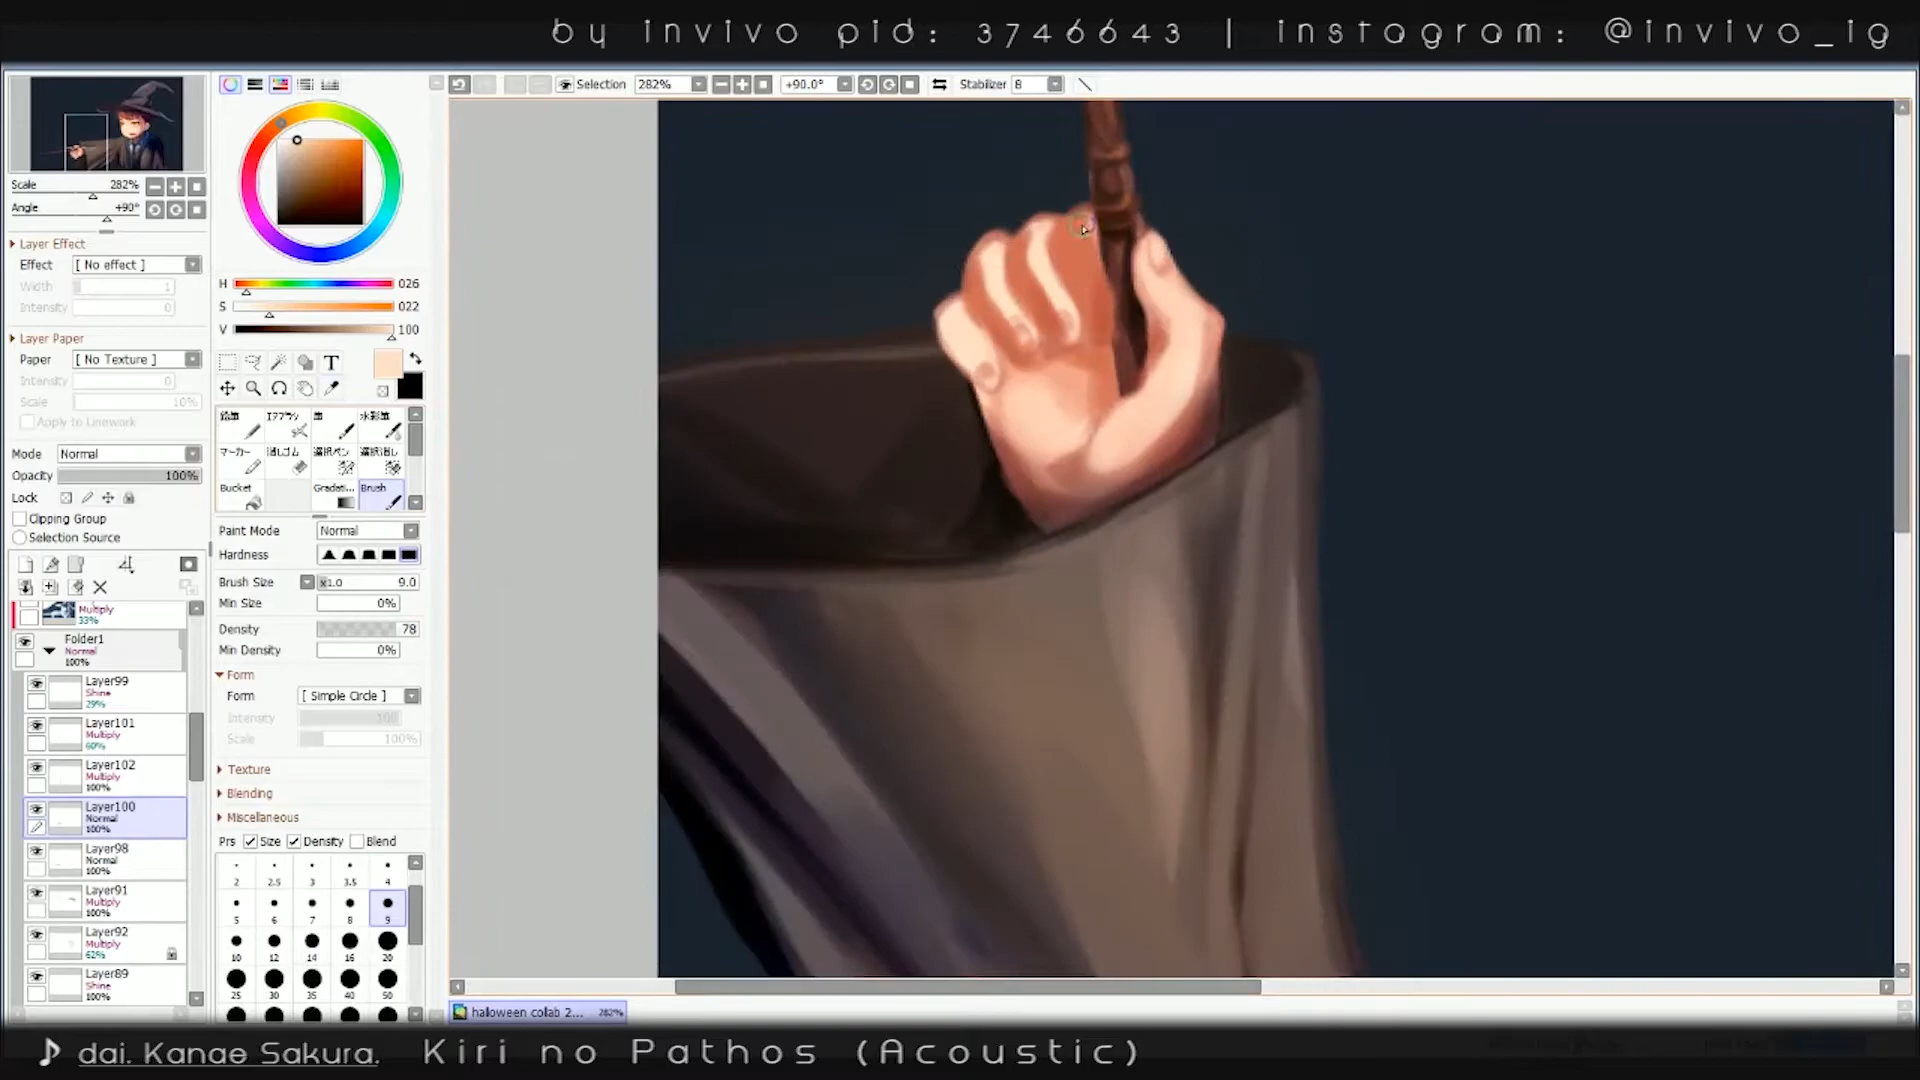 by invivo pid: 3746643 | instagram: @invivo_ig
Selection 282% +90.0° Stabilizer 8
Scale 282%
Angle +90°
Layer Effect
Effect [ No effect ]
Width 1
Intensity 0
Layer Paper
Paper [ No Texture ]
Intensity 0
Scale 10%
Apply to Linework
Mode Normal
Opacity 100%
Lock
Clipping Group
Selection Source
Multiply
33%
Folder1
Normal
100%
Layer99
Shine
29%
Layer101
Multiply
60%
Layer102
Multiply
100%
Layer100
Normal
100%
Layer98
Normal
100%
Layer91
Multiply
100%
Layer92
Multiply
62%
Layer89
Shine
100%
H 026
S 022
V 100
T
鉛筆 エアブラシ 筆 水彩筆
マーカー 消しゴム 選択ペン 選択消し
Bucket Gradati... Brush
Paint Mode Normal
Hardness
Brush Size x1.0 9.0
Min Size 0%
Density 78
Min Density 0%
Form
Form [ Simple Circle ]
Intensity 100
Scale 100%
Texture
Blending
Miscellaneous
Prs Size Density Blend
2 2.5 3 3.5 4
5 6 7 8 9
10 12 14 16 20
25 30 35 40 50
haloween colab 2... 282%
♪ dai. Kanae Sakura. Kiri no Pathos (Acoustic)